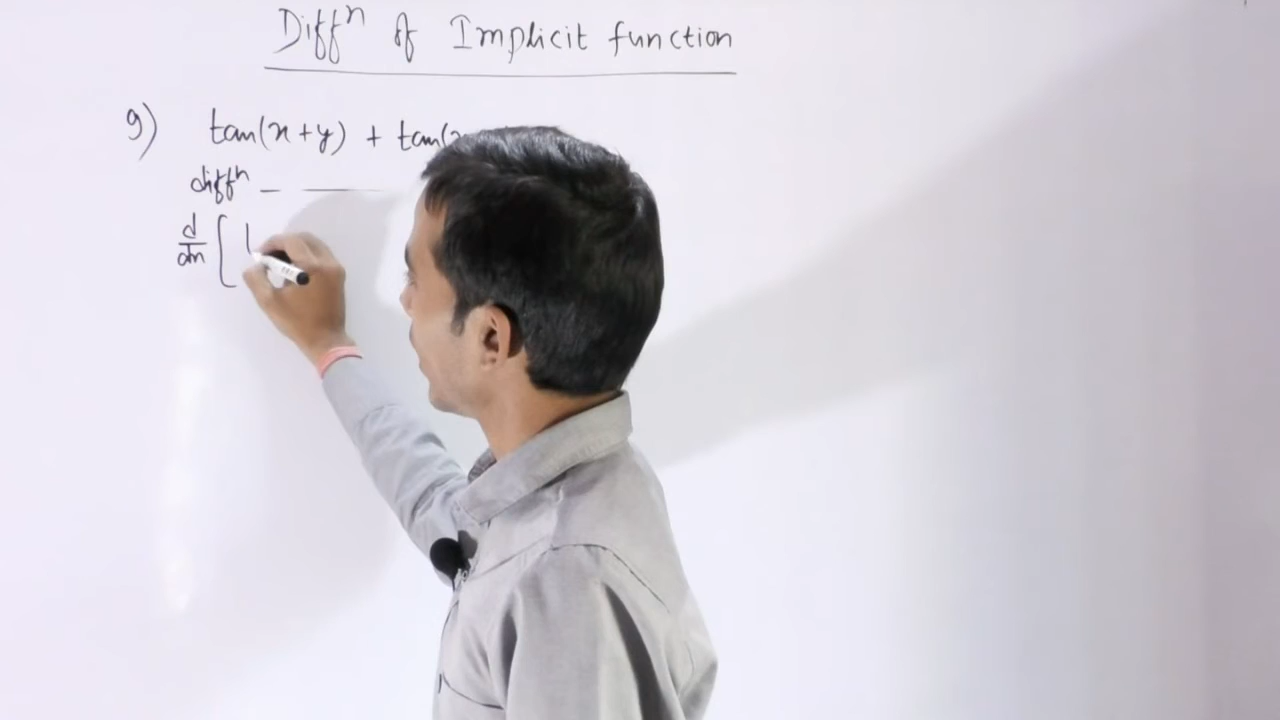 Diffⁿ of Implicit function
9) tan(x+y) + tan(x
diffⁿ — ———
d/dx [